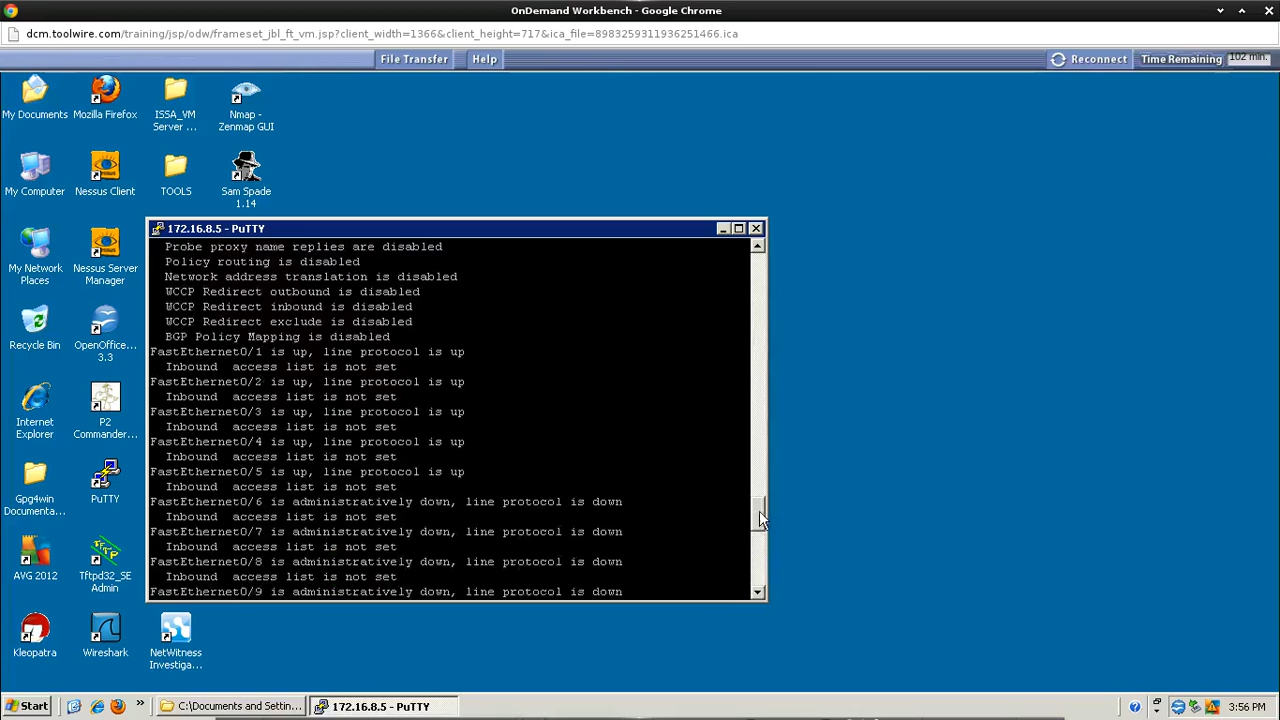 OnDemand Workbench - Google Chrome
dcm.toolwire.com/training/jsp/odw/frameset_jbl_ft_vm.jsp?client_width=1366&client_height=717&ica_file=8983259311936251466.ica
File Transfer
Help
Reconnect
Time Remaining
102 min.
My Documents
Mozilla Firefox
ISSA_VM
Server ...
Nmap -
Zenmap GUI
My Computer
Nessus Client
TOOLS
Sam Spade
1.14
My Network
Places
Nessus Server
Manager
Recycle Bin
OpenOffice...
3.3
Internet
Explorer
P2
Commander...
Gpg4win
Documenta...
PuTTY
AVG 2012
Tftpd32_SE
Admin
Kleopatra
Wireshark
NetWitness
Investiga...
172.16.8.5 - PuTTY
Probe proxy name replies are disabled
Policy routing is disabled
Network address translation is disabled
WCCP Redirect outbound is disabled
WCCP Redirect inbound is disabled
WCCP Redirect exclude is disabled
BGP Policy Mapping is disabled
FastEthernet0/1 is up, line protocol is up
Inbound  access list is not set
FastEthernet0/2 is up, line protocol is up
Inbound  access list is not set
FastEthernet0/3 is up, line protocol is up
Inbound  access list is not set
FastEthernet0/4 is up, line protocol is up
Inbound  access list is not set
FastEthernet0/5 is up, line protocol is up
Inbound  access list is not set
FastEthernet0/6 is administratively down, line protocol is down
Inbound  access list is not set
FastEthernet0/7 is administratively down, line protocol is down
Inbound  access list is not set
FastEthernet0/8 is administratively down, line protocol is down
Inbound  access list is not set
FastEthernet0/9 is administratively down, line protocol is down
Start
C:\Documents and Settin...
172.16.8.5 - PuTTY
3:56 PM